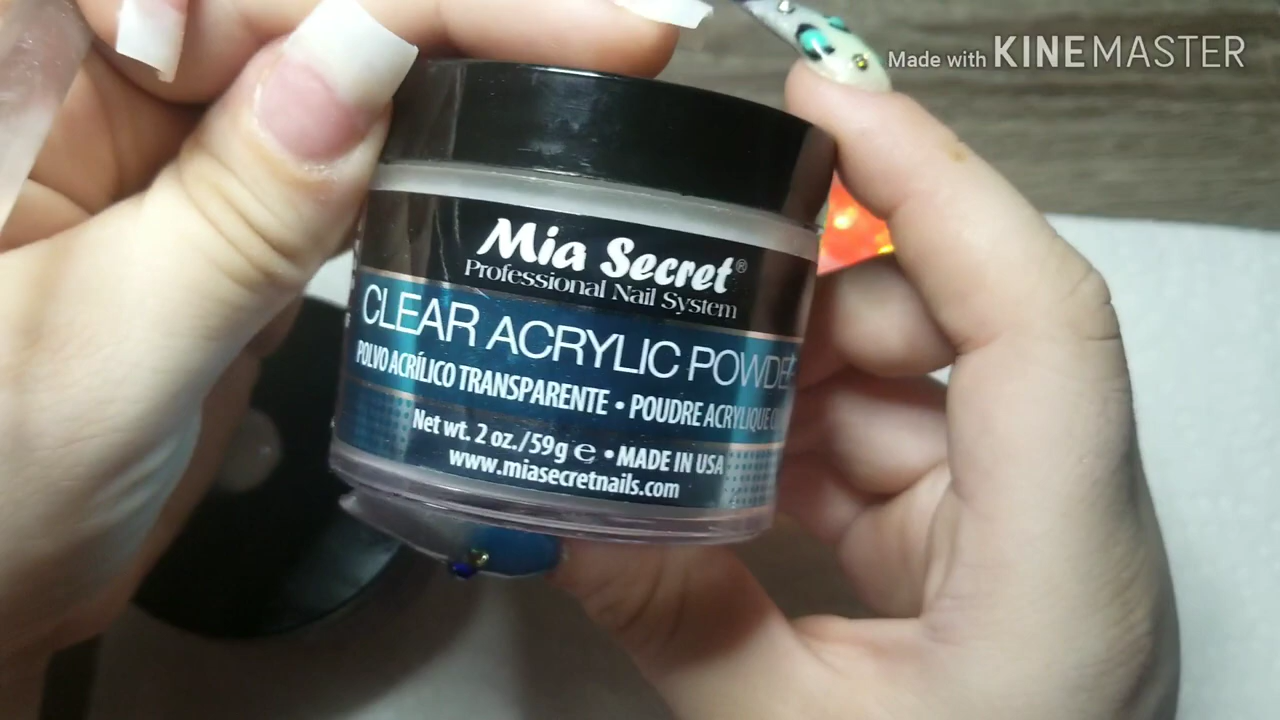 Made with KINEMASTER
Mia Secret®
Professional Nail System
CLEAR ACRYLIC
POLVO ACRÍLICO TRANSPARENTE • POUDRE ACRYLIQUE
Net wt. 2 oz./59g e • MADE IN USA
www.miasecretnails.com